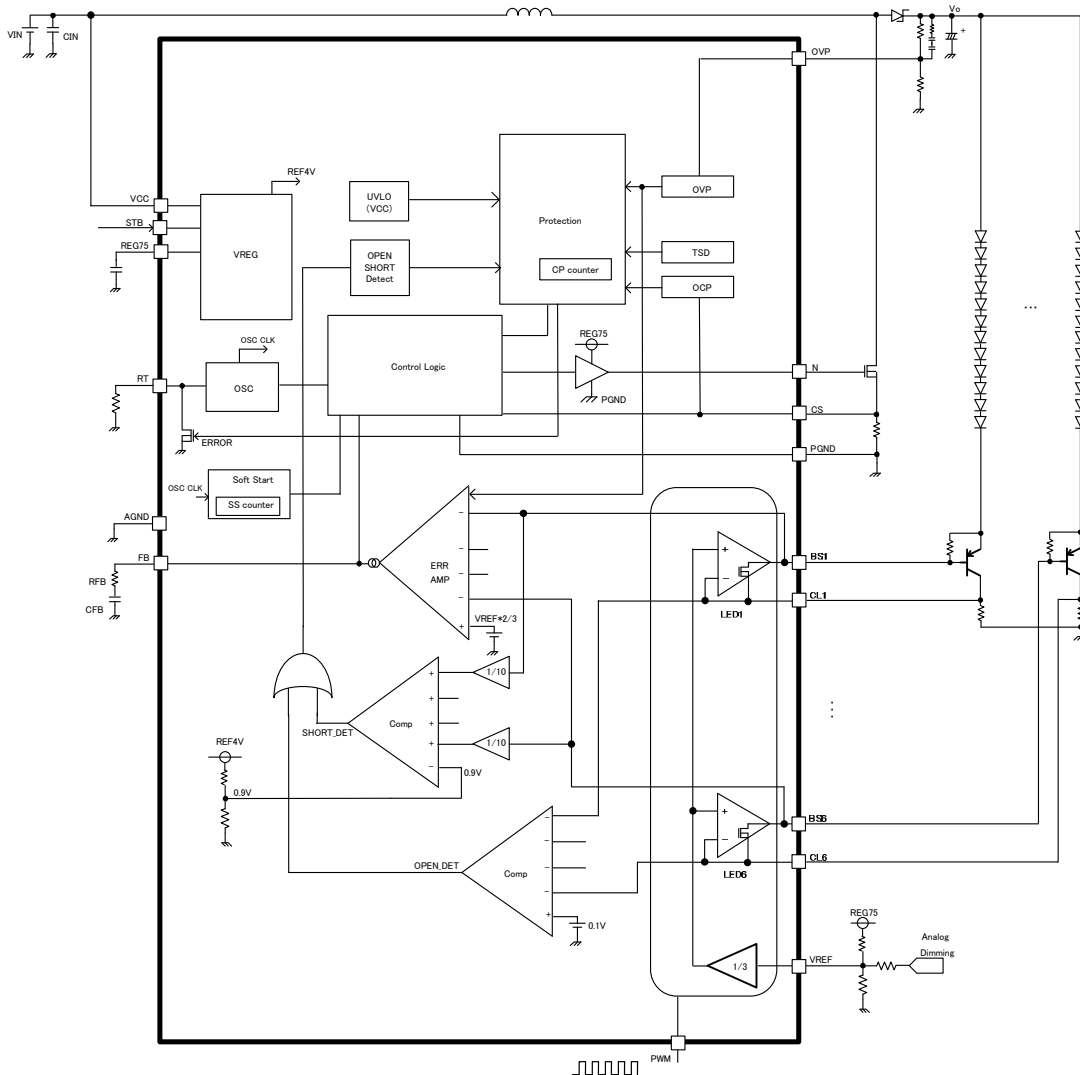 Vo
VIN
CIN
+
OVP
REF4V
VCC
UVLO
(VCC)
OVP
STB
Protection
REG75
VREG
OPEN
SHORT
Detect
TSD
CP counter
OCP
...
REG75
OSC CLK
Control Logic
RT
OSC
N
PGND
CS
ERROR
PGND
Soft Start
OSC CLK
SS counter
AGND
FB
ERR
AMP
BS1
RFB
CFB
CL1
LED1
VREF*2/3
1/10
SHORT_DET
Comp
1/10
REF4V
0.9V
0.9V
BS6
OPEN_DET
Comp
CL6
LED6
0.1V
REG75
Analog
Dimming
1/3
VREF
PWM